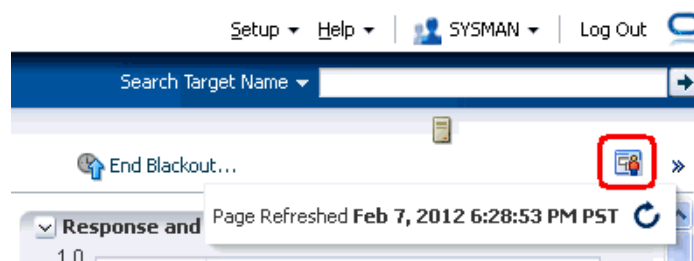 Setup Help SYSMAN Log Out
Search Target Name
End Blackout...
Page Refreshed Feb 7, 2012 6:28:53 PM PST
Response and
1.0